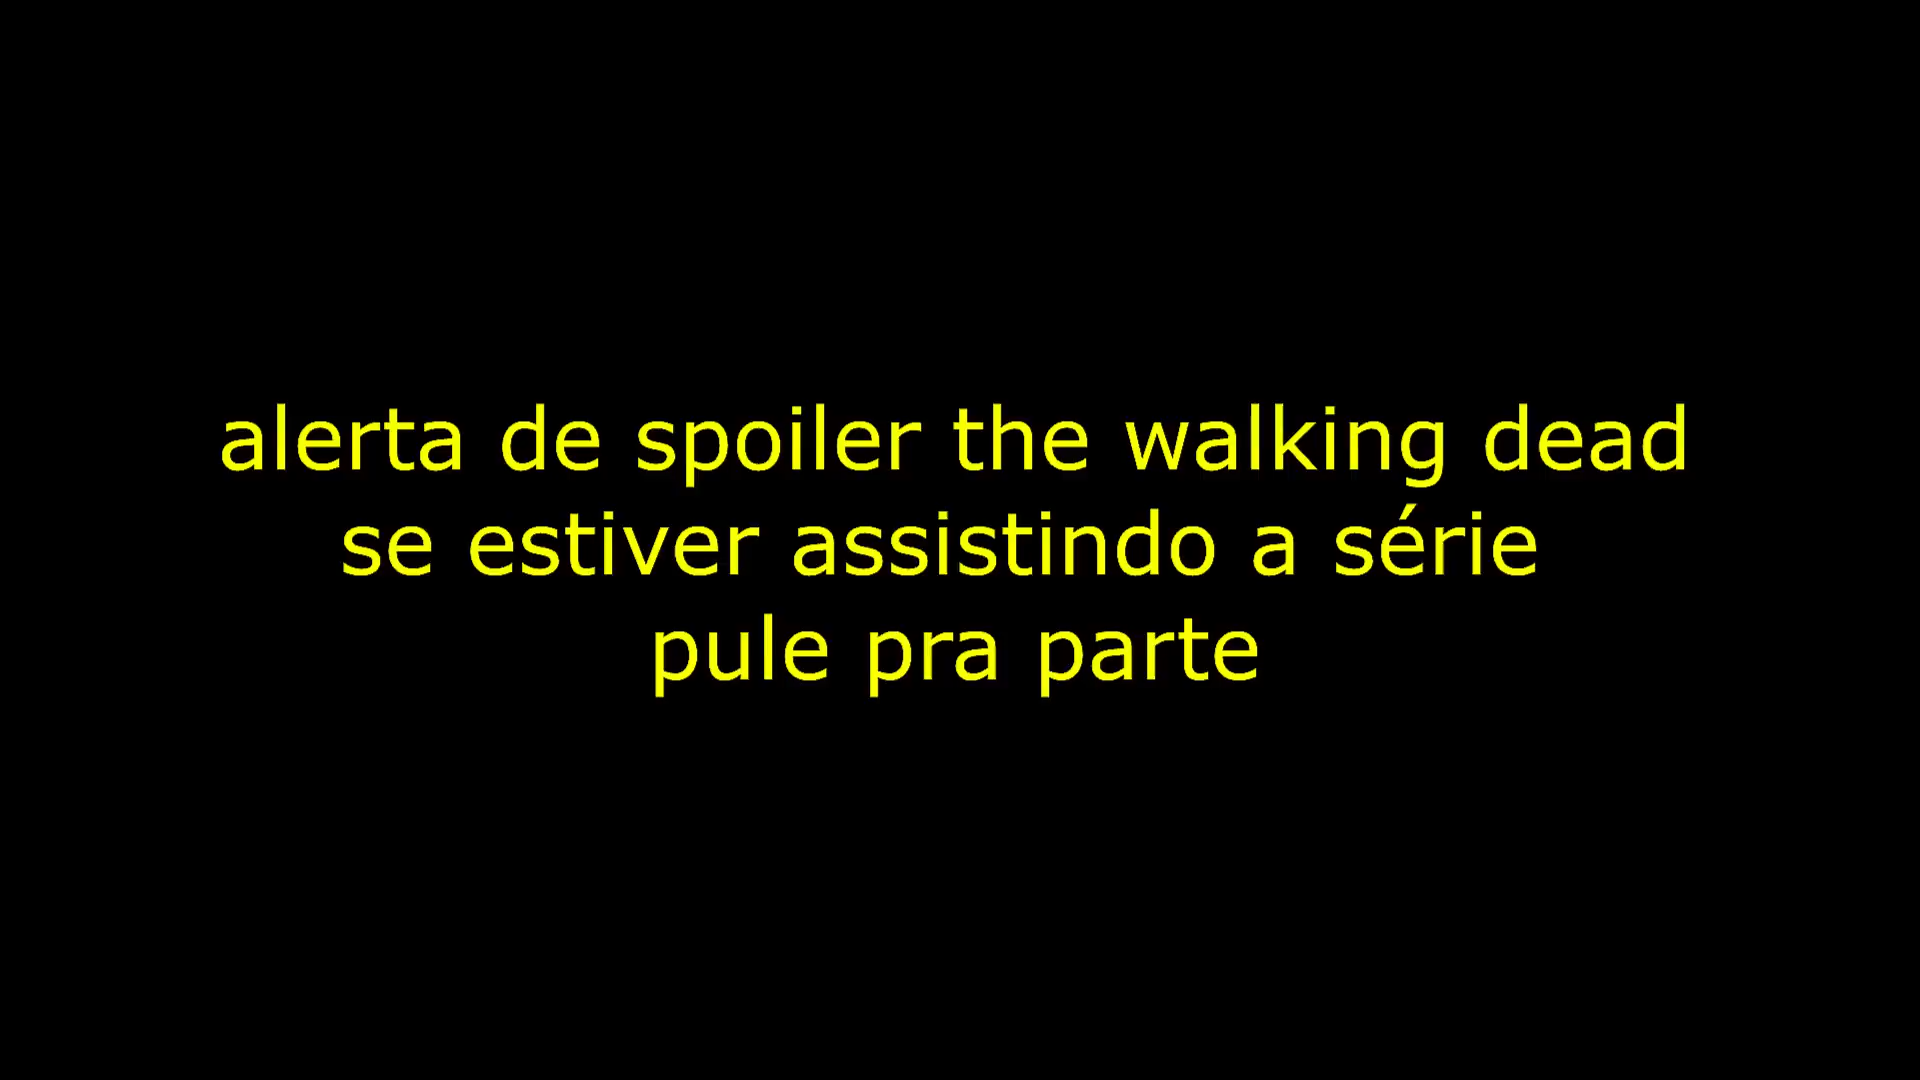 alerta de spoiler the walking dead
se estiver assistindo a série
pule pra parte